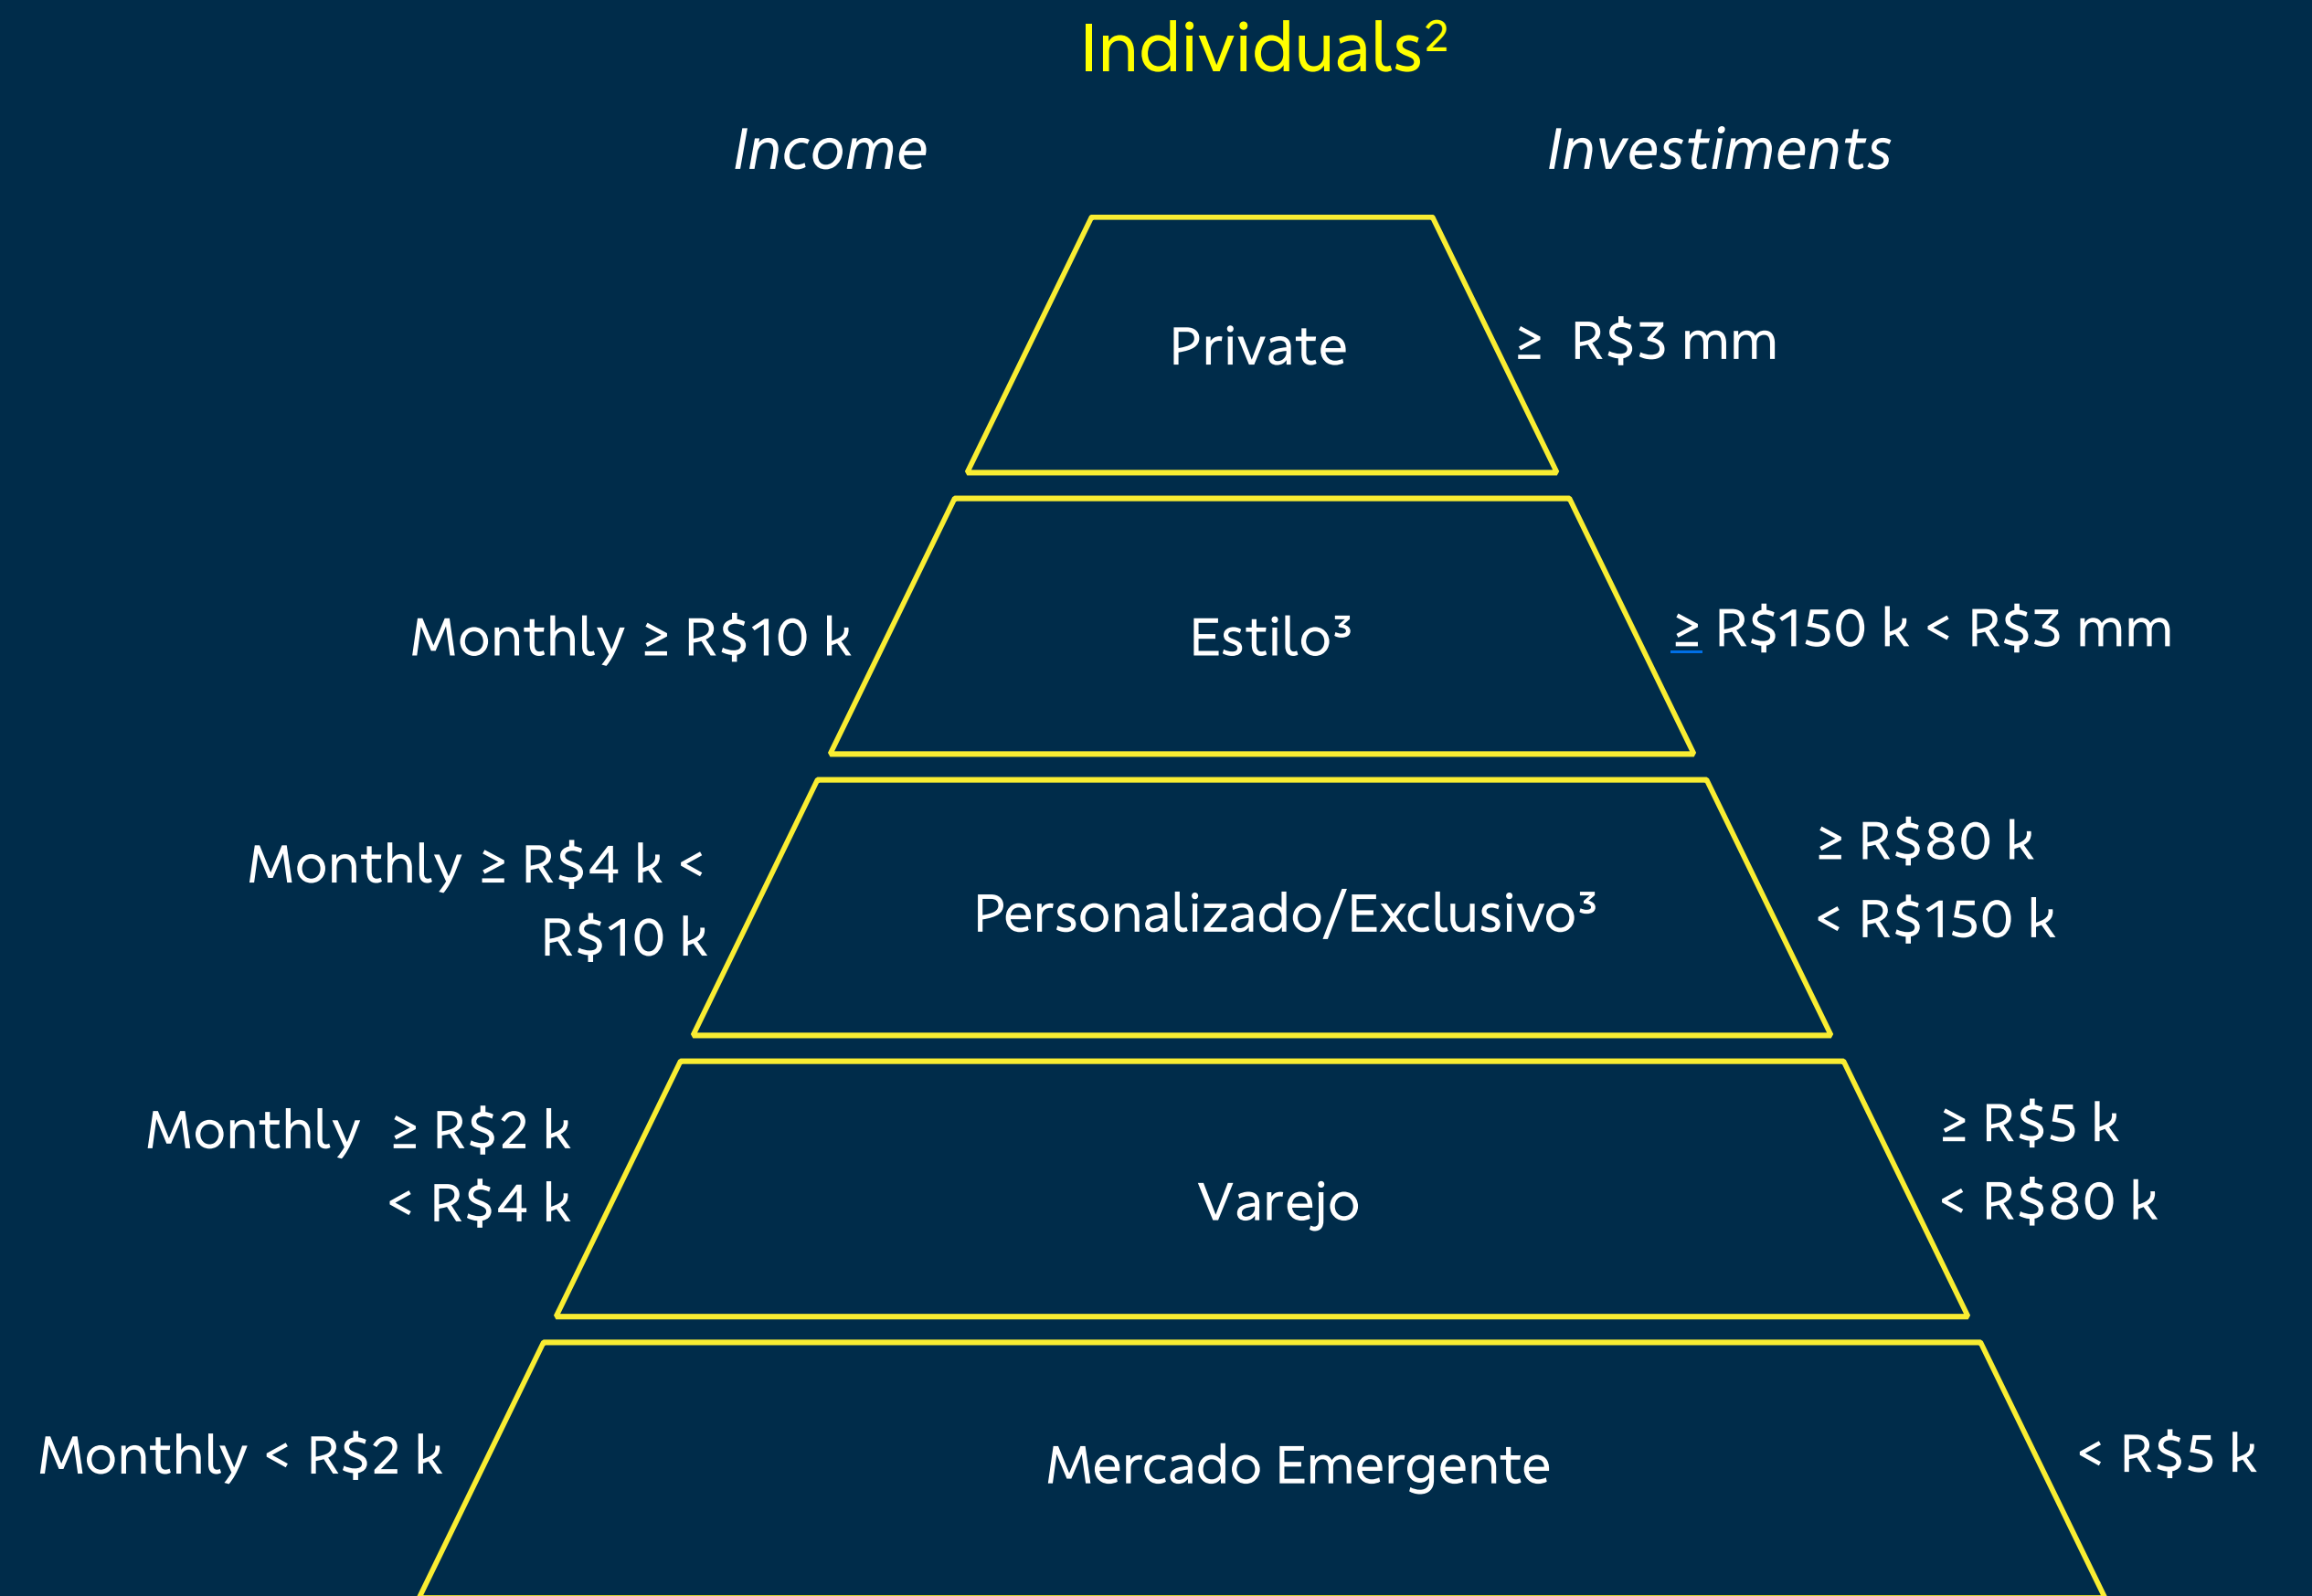 Individuals²
Income
Investiments
Private
≥ R$3 mm
Monthly ≥ R$10 k
Estilo³
≥ R$150 k < R$3 mm
Monthly ≥ R$4 k <
R$10 k
Personalizado/Exclusivo³
≥ R$80 k
< R$150 k
Monthly ≥ R$2 k
< R$4 k
Varejo
≥ R$5 k
< R$80 k
Monthly < R$2 k
Mercado Emergente
< R$5 k